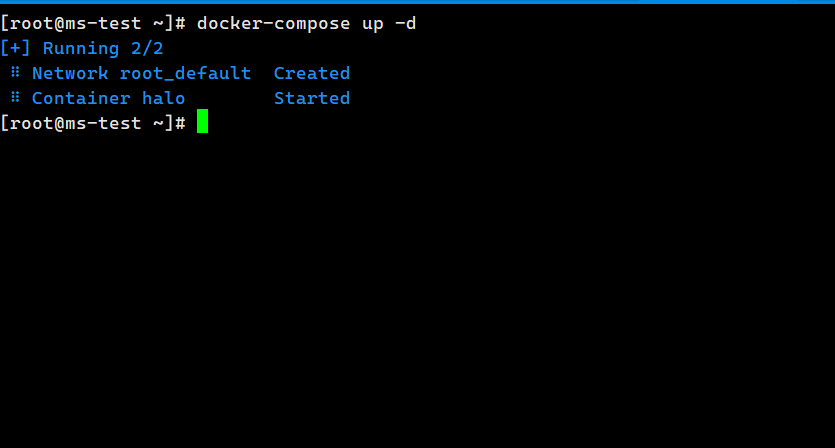 [root@ms-test ~]# docker-compose up -d
[+] Running 2/2
⠿ Network root_default  Created
⠿ Container halo        Started
[root@ms-test ~]#